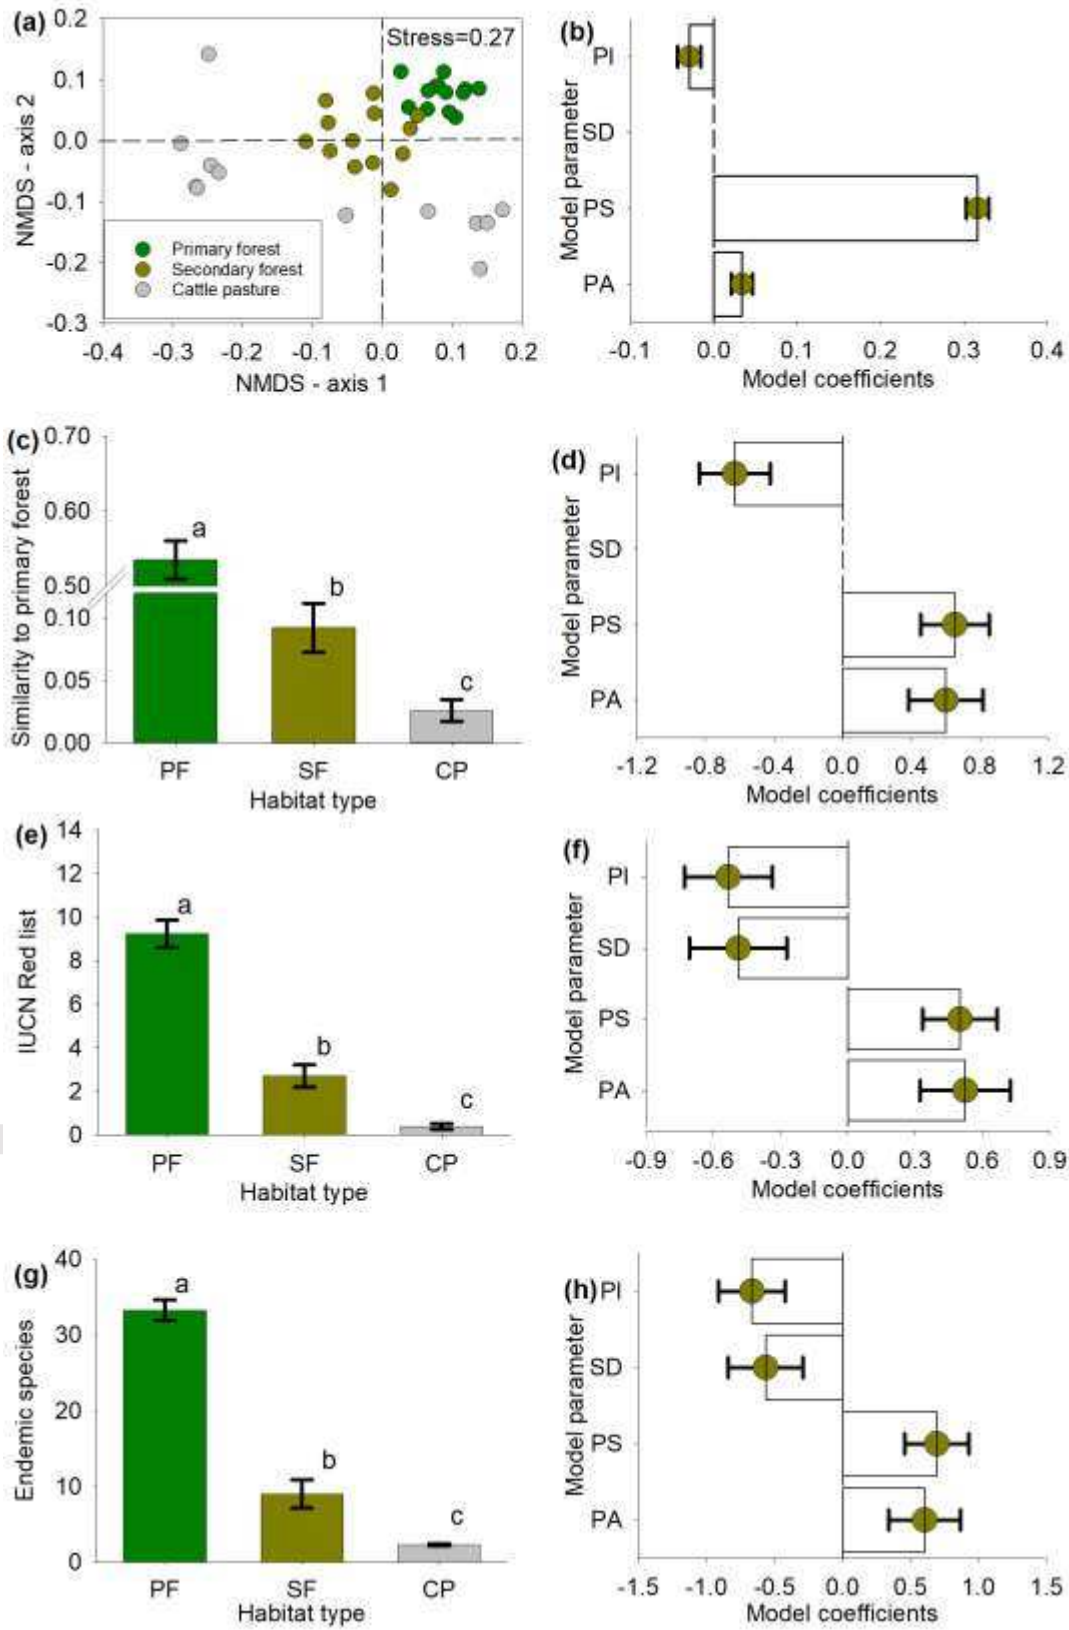 (a)
0.2
0.1
0.0
-0.1
-0.2
-0.3
NMDS - axis 2
Stress=0.27
Primary forest
Secondary forest
Cattle pasture
-0.4 -0.3 -0.2 -0.1 0.0 0.1 0.2
NMDS - axis 1
(b)
PI
SD
PS
PA
Model parameter
-0.1 0.0 0.1 0.2 0.3 0.4
Model coefficients
(c)
0.70
0.60
0.50
0.10
0.05
0.00
Similarity to primary forest
a
b
c
PF SF CP
Habitat type
(d)
PI
SD
PS
PA
Model parameter
-1.2 -0.8 -0.4 0.0 0.4 0.8 1.2
Model coefficients
(e)
14
12
10
8
6
4
2
0
IUCN Red list
a
b
c
PF SF CP
Habitat type
(f)
PI
SD
PS
PA
Model parameter
-0.9 -0.6 -0.3 0.0 0.3 0.6 0.9
Model coefficients
(g)
40
30
20
10
0
Endemic species
a
b
c
PF SF CP
Habitat type
(h)
PI
SD
PS
PA
Model parameter
-1.5 -1.0 -0.5 0.0 0.5 1.0 1.5
Model coefficients